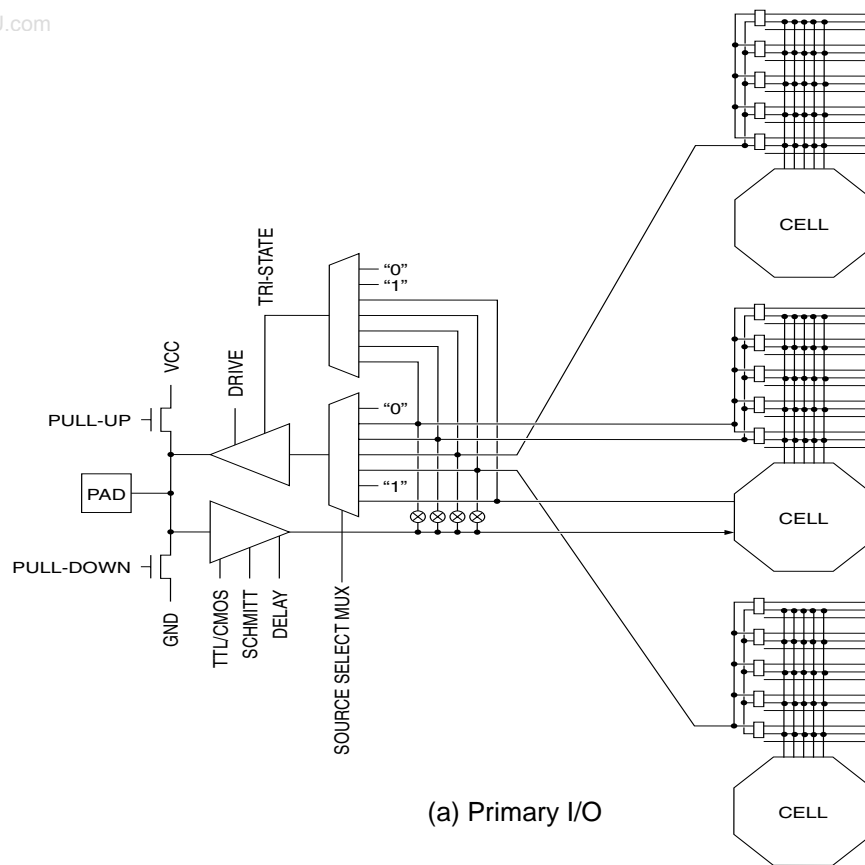 U.com
CELL
"0"
"1"
TRI-STATE
VCC
DRIVE
PULL-UP
"0"
PAD
"1"
CELL
PULL-DOWN
GND
TTL/CMOS
SCHMITT
DELAY
SOURCE SELECT MUX
CELL
(a) Primary I/O